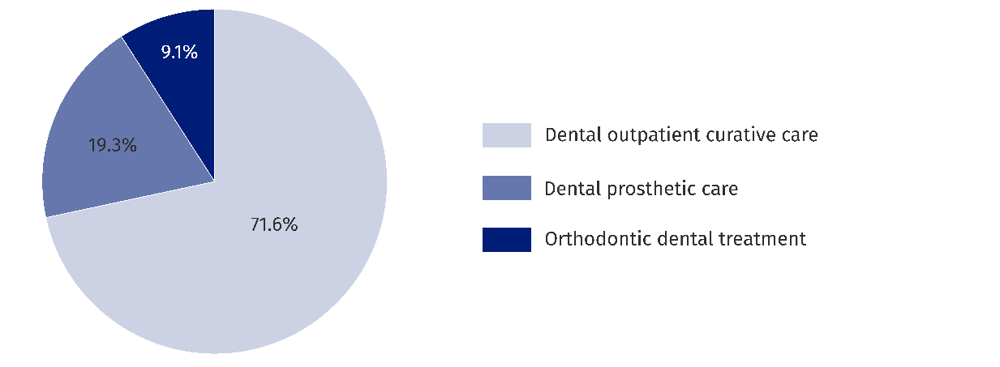 9.1%
19.3%
71.6%
Dental outpatient curative care
Dental prosthetic care
Orthodontic dental treatment